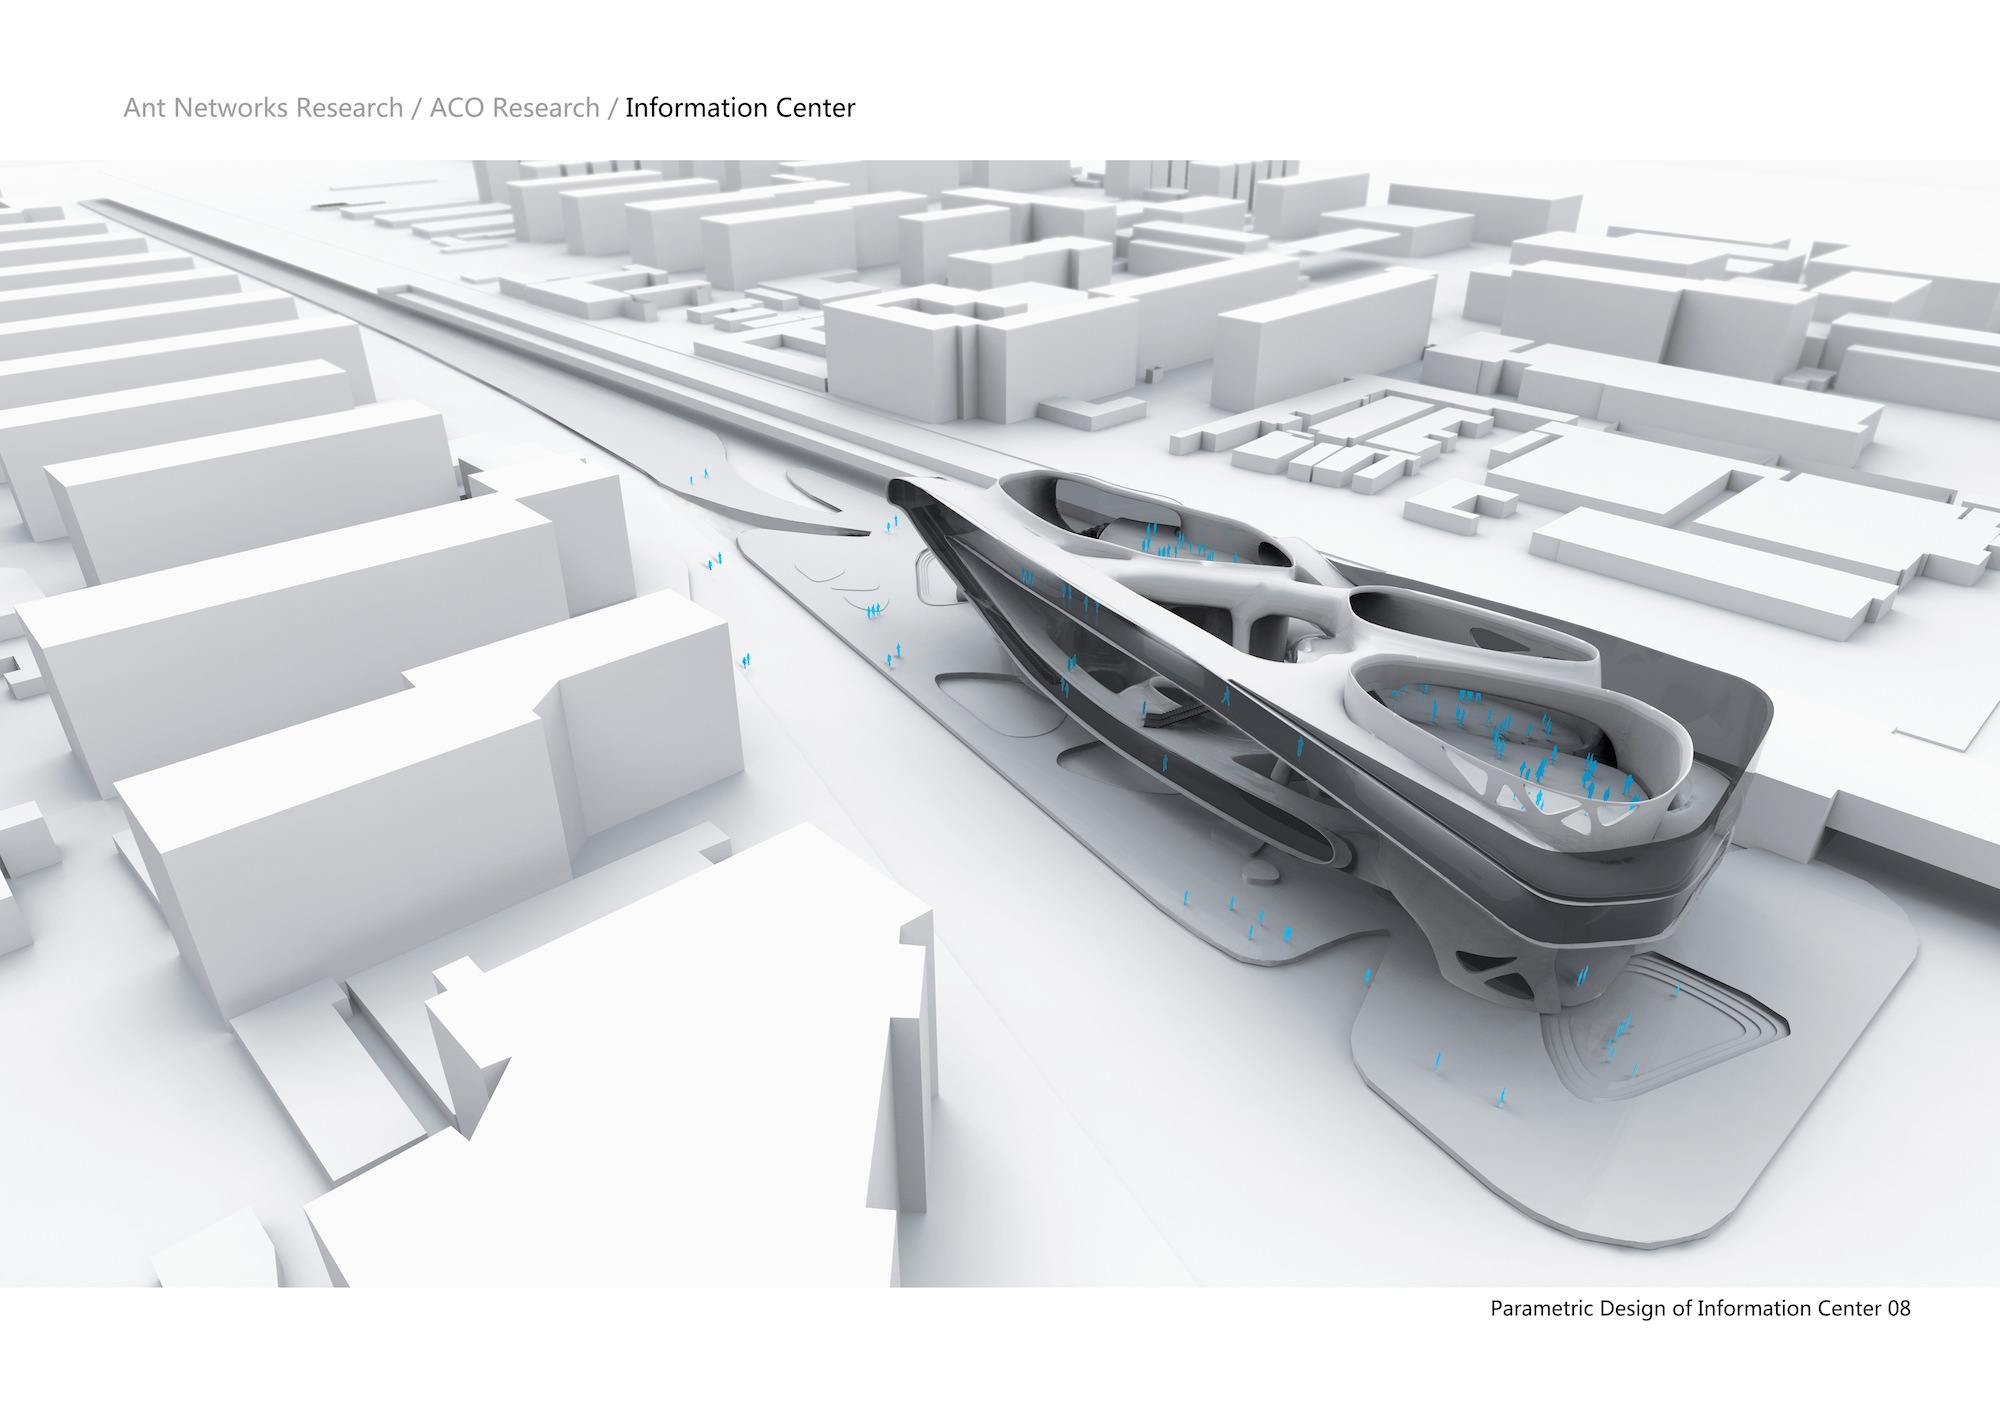 Ant Networks Research / ACO Research / Information Center
Parametric Design of Information Center 08